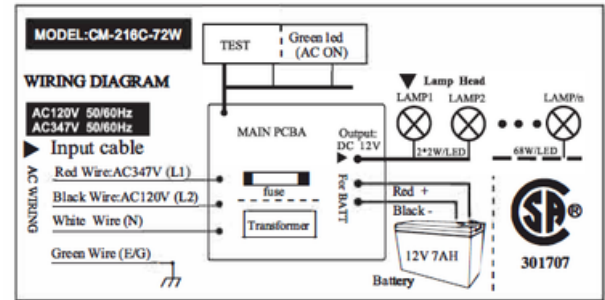 MODEL:CM-216C-72W
TEST
Green led
(AC ON)
WIRING DIAGRAM
AC120V 50/60Hz
AC347V 50/60Hz
Input cable
AC WIRING
Red Wire:AC347V (L1)
Black Wire:AC120V (L2)
White Wire (N)
Green Wire (E/G)
MAIN PCBA
fuse
Transformer
Output:
DC 12V
For BATT
Lamp Head
LAMP1
LAMP2
LAMP/n
2*2W/LED
68W/LED
Red +
Black -
12V 7AH
Battery
SA ®
301707